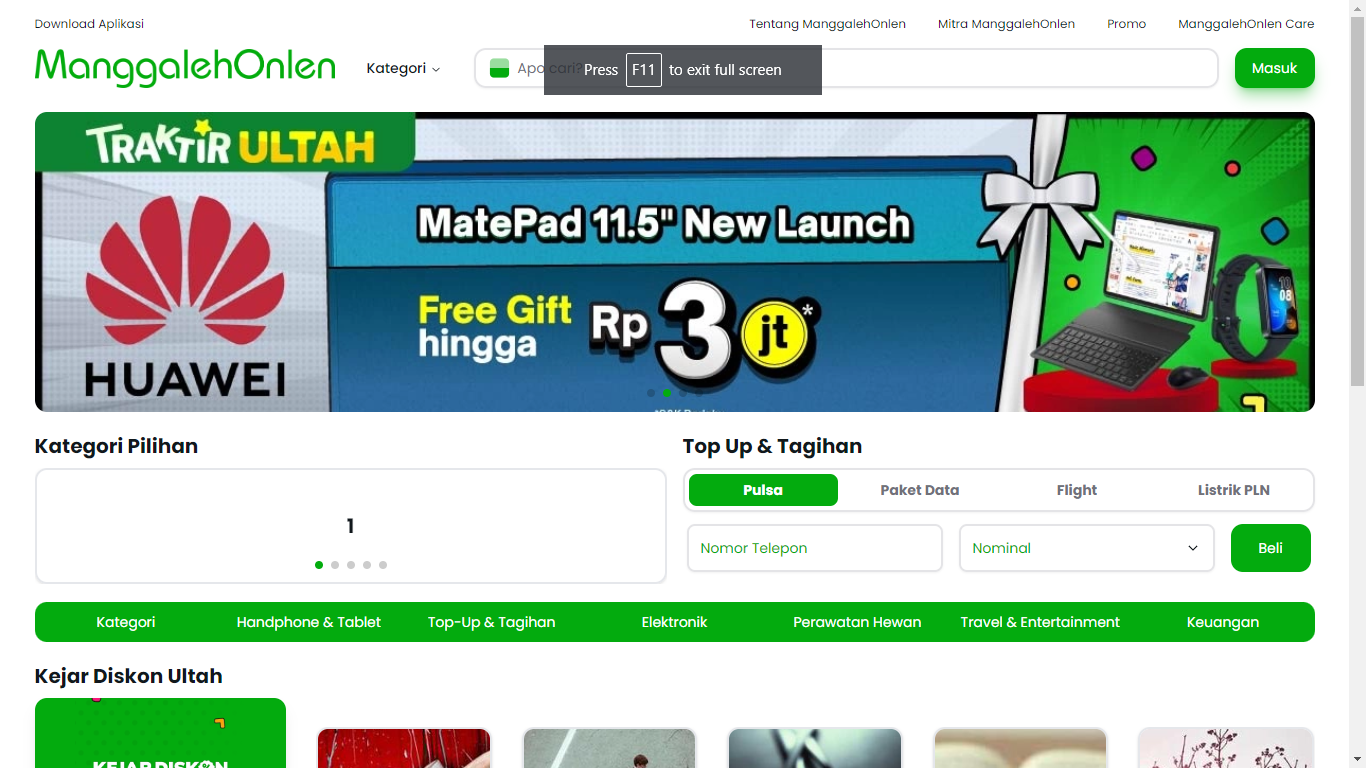 Download Aplikasi
Tentang ManggalehOnlen
Mitra ManggalehOnlen
Promo
ManggalehOnlen Care
ManggalehOnlen
Kategori
Apo cari?
Press F11 to exit full screen
Masuk
TRAKTIR ULTAH
HUAWEI
MatePad 11.5" New Launch
Free Gift
hingga
Rp 3 jt*
Kategori Pilihan
1
Top Up & Tagihan
Pulsa
Paket Data
Flight
Listrik PLN
Nomor Telepon
Nominal
Beli
Kategori
Handphone & Tablet
Top-Up & Tagihan
Elektronik
Perawatan Hewan
Travel & Entertainment
Keuangan
Kejar Diskon Ultah
KEJAR DISKON